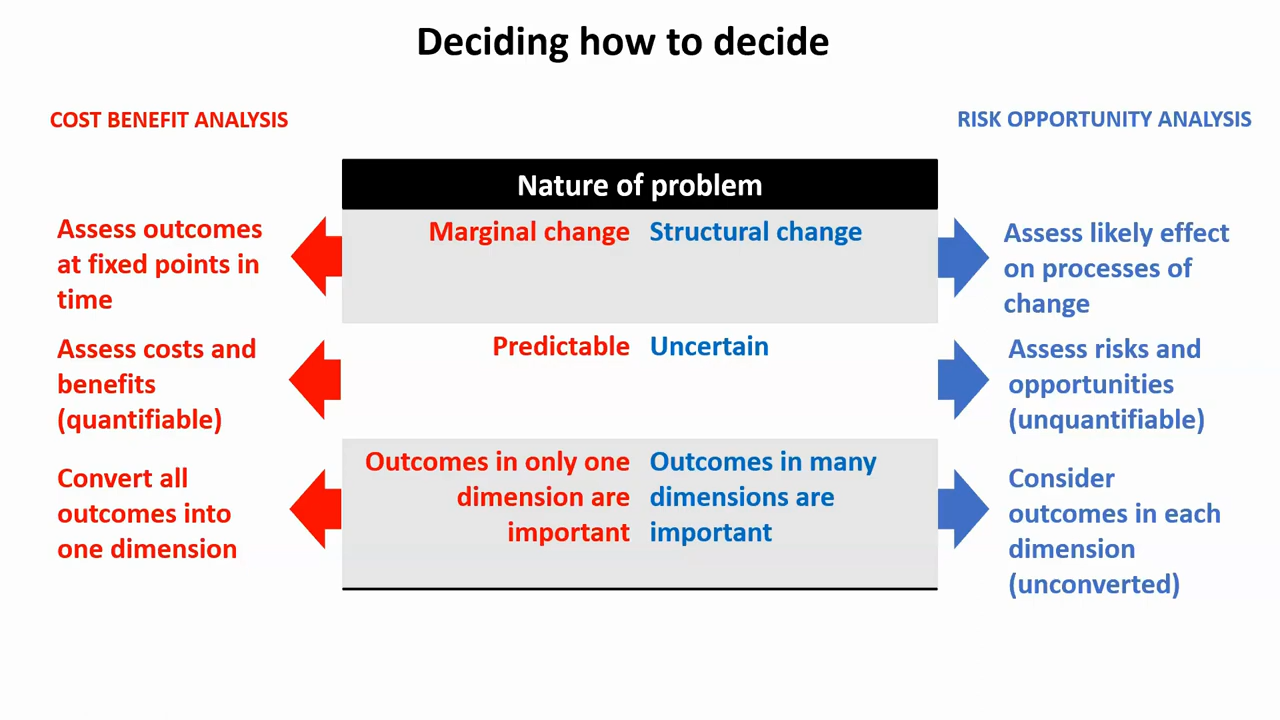 Deciding how to decide
COST BENEFIT ANALYSIS
RISK OPPORTUNITY ANALYSIS
Nature of problem
Assess outcomes
at fixed points in
time
Marginal change
Structural change
Assess likely effect
on processes of
change
Assess costs and
benefits
(quantifiable)
Predictable
Uncertain
Assess risks and
opportunities
(unquantifiable)
Convert all
outcomes into
one dimension
Outcomes in only one
dimension are
important
Outcomes in many
dimensions are
important
Consider
outcomes in each
dimension
(unconverted)